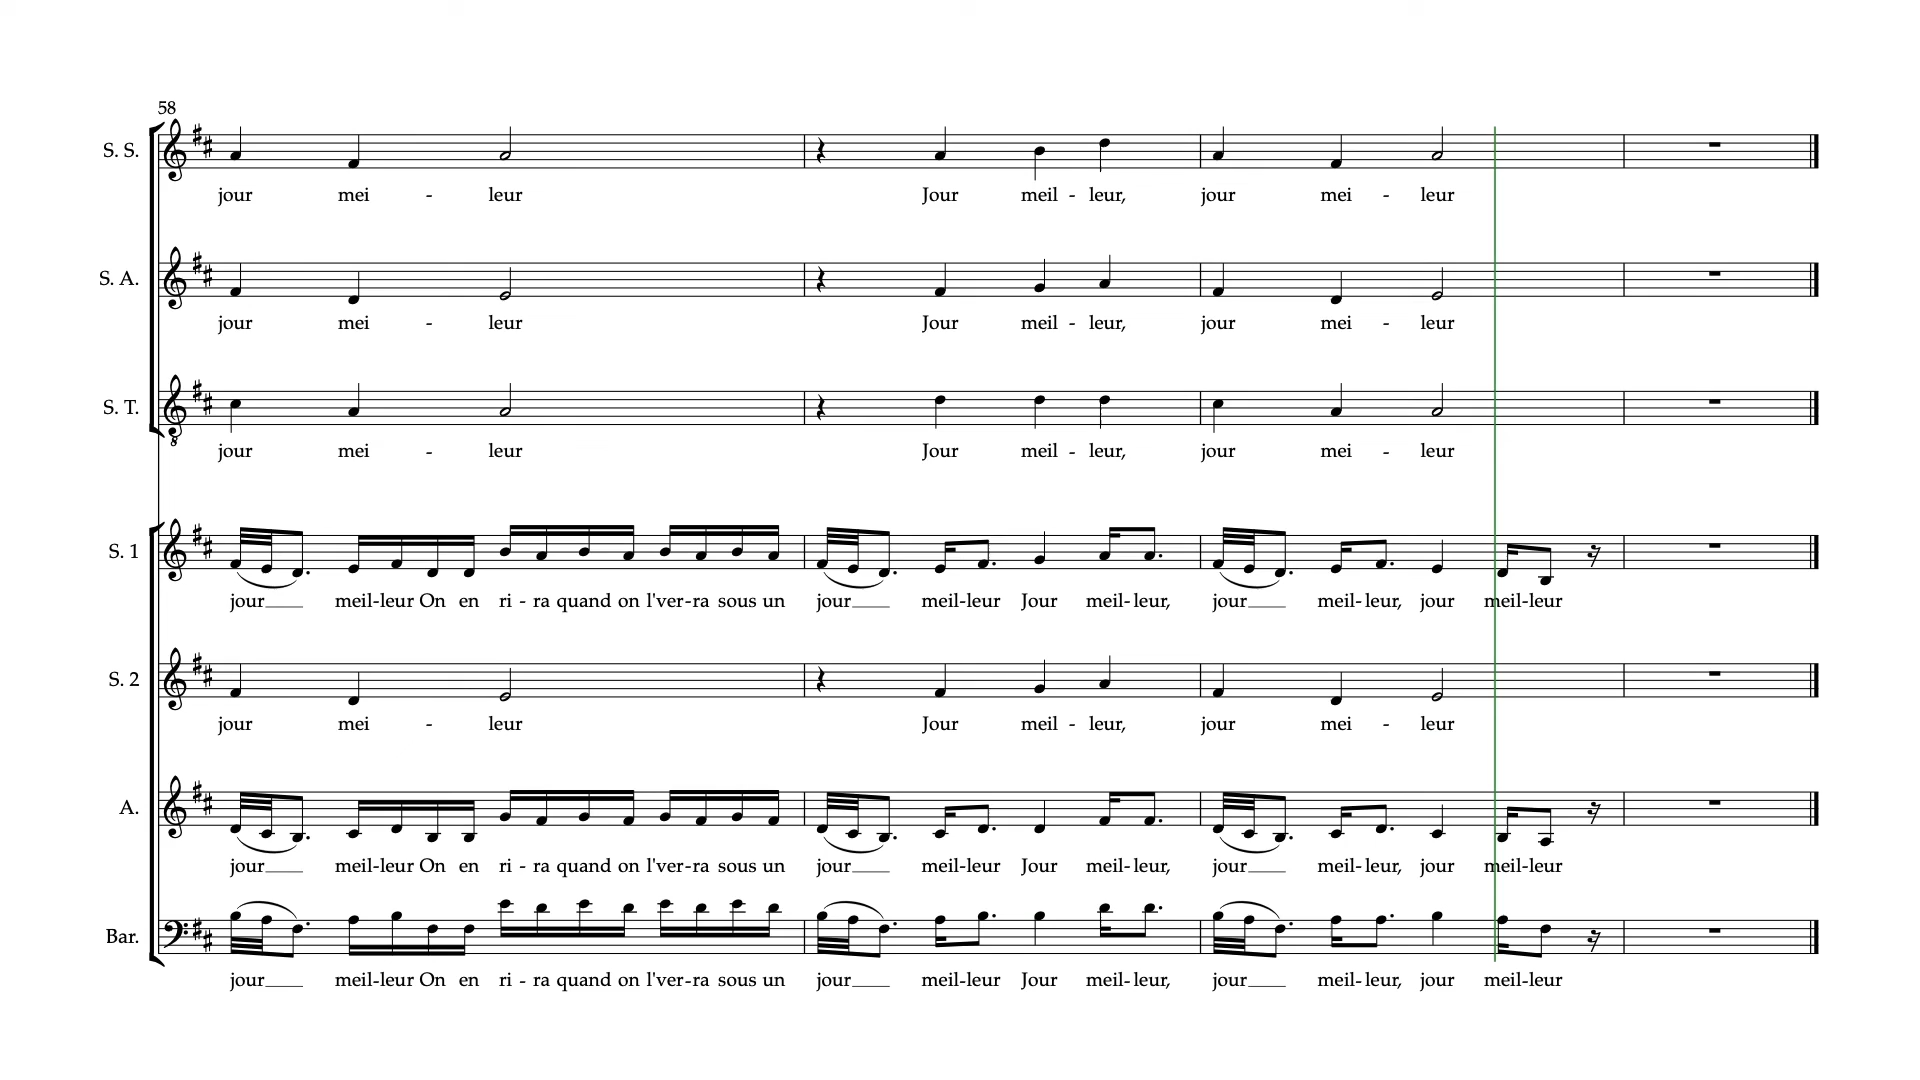 58
S. S.
jour mei - leur Jour meil - leur, jour mei - leur
S. A.
jour mei - leur Jour meil - leur, jour mei - leur
S. T.
jour mei - leur Jour meil - leur, jour mei - leur
S. 1
jour meil-leur On en ri - ra quand on l'ver-ra sous un jour meil-leur Jour meil-leur, jour meil-leur, jour meil-leur
S. 2
jour mei - leur Jour meil - leur, jour mei - leur
A.
jour meil-leur On en ri - ra quand on l'ver-ra sous un jour meil-leur Jour meil-leur, jour meil-leur, jour meil-leur
Bar.
jour meil-leur On en ri - ra quand on l'ver-ra sous un jour meil-leur Jour meil-leur, jour meil-leur, jour meil-leur